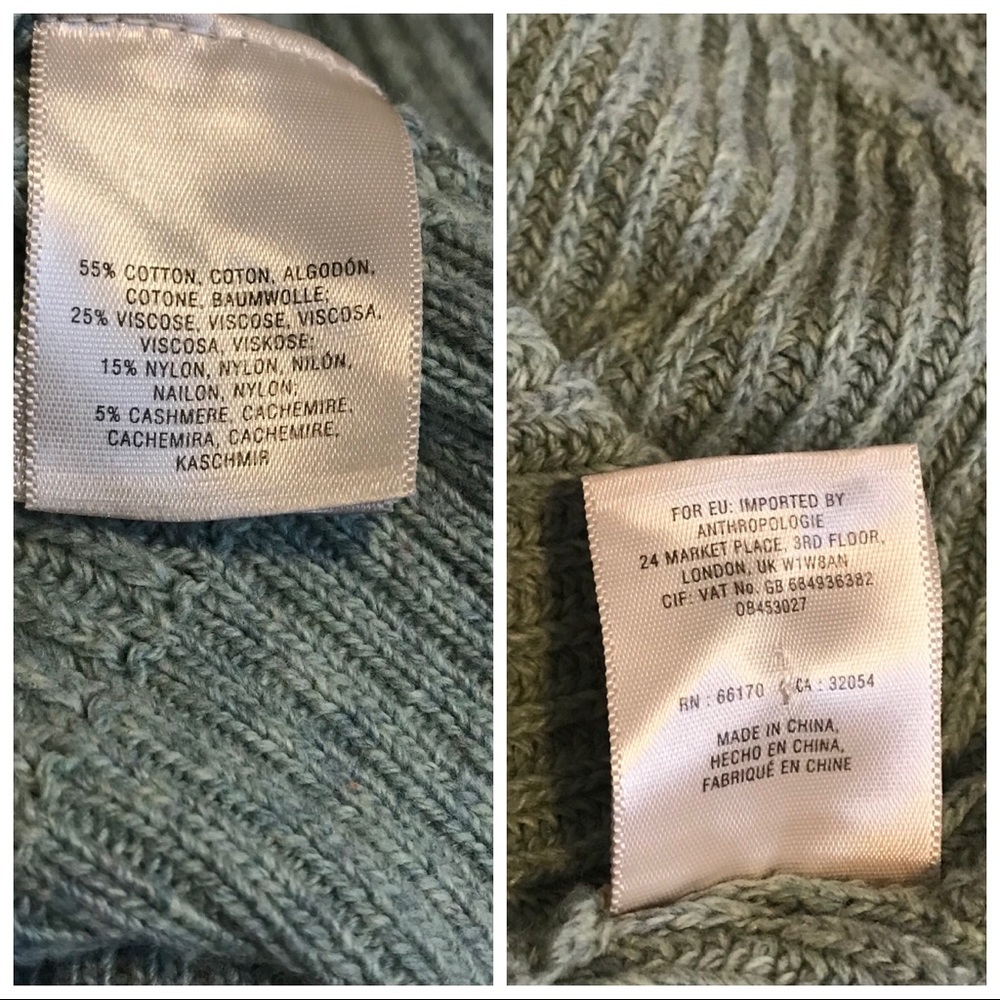 55% COTTON, COTON, ALGODÓN,
COTONE, BAUMWOLLE;
25% VISCOSE, VISCOSE, VISCOSA,
VISCOSA, VISKOSE;
15% NYLON, NYLON, NILÓN,
NAILON, NYLON;
5% CASHMERE, CACHEMIRE,
CACHEMIRA, CACHEMIRE,
KASCHMIR
FOR EU: IMPORTED BY
ANTHROPOLOGIE
24 MARKET PLACE, 3RD FLOOR,
LONDON, UK W1W8AN
CIF: VAT No. GB 684936382
OB453027
RN : 66170 CA : 32054
MADE IN CHINA,
HECHO EN CHINA,
FABRIQUÉ EN CHINE